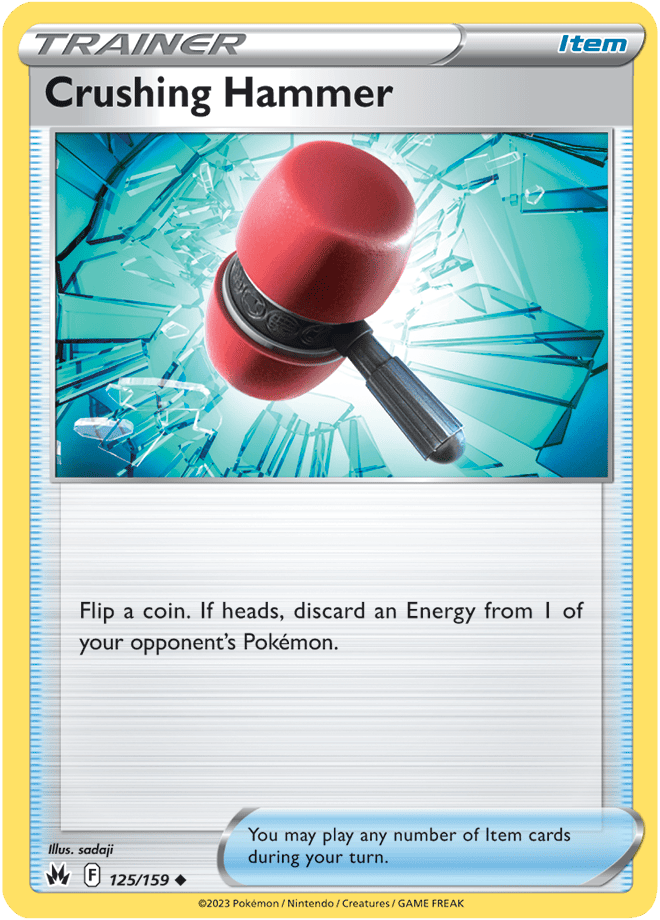 TRAINER
Item
Crushing Hammer
Flip a coin. If heads, discard an Energy from 1 of
your opponent's Pokémon.
You may play any number of Item cards
during your turn.
Illus. sadaji
F 125/159 ◆
©2023 Pokémon / Nintendo / Creatures / GAME FREAK